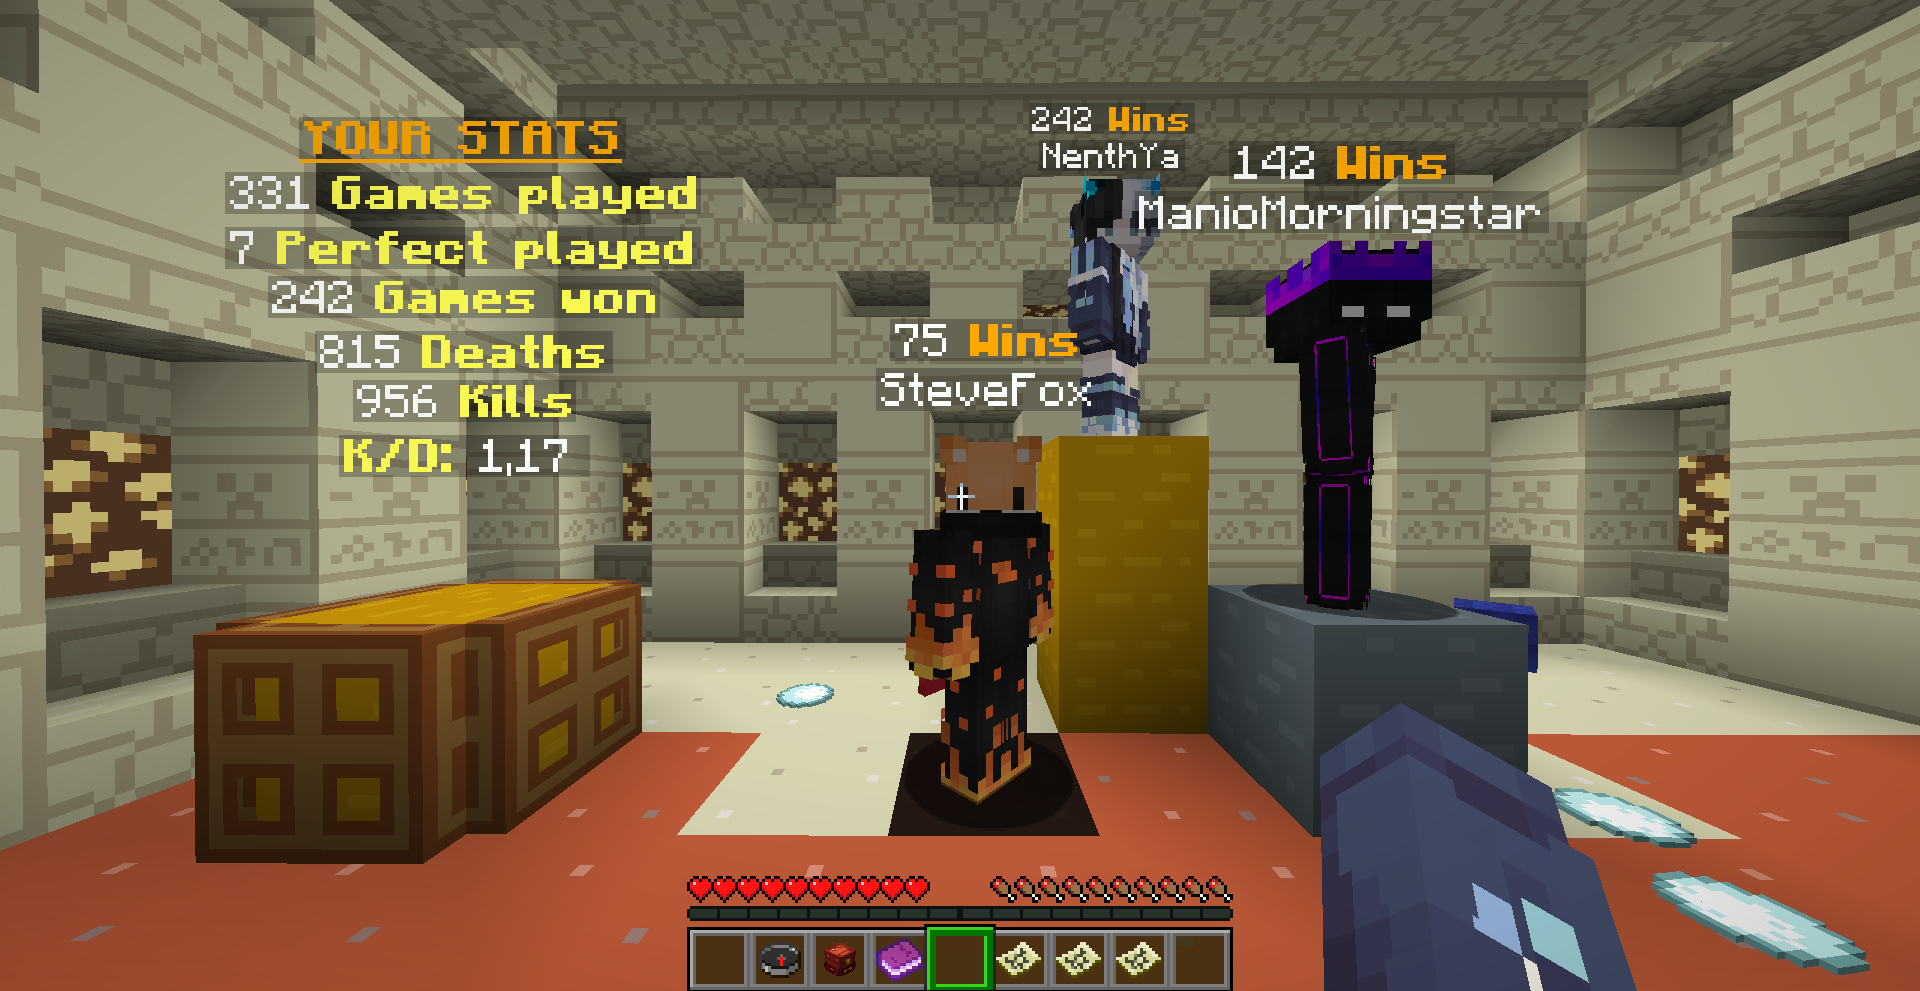 YOUR STATS
331 Games played
7 Perfect played
242 Games won
815 Deaths
956 Kills
K/D: 1,17
242 Wins
NenthYa
142 Wins
ManioMorningstar
75 Wins
SteveFox